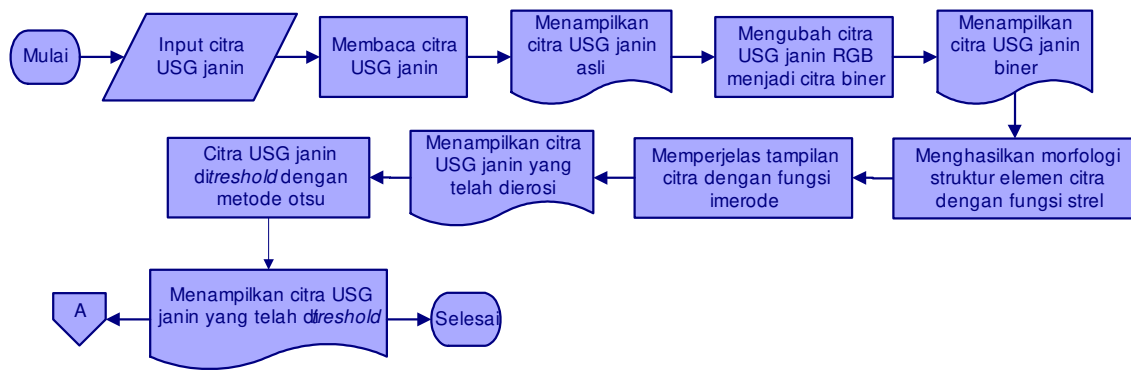 Mulai
Input citra
USG janin
Membaca citra
USG janin
Menampilkan
citra USG janin
asli
Mengubah citra
USG janin RGB
menjadi citra biner
Menampilkan
citra USG janin
biner
Menghasilkan morfologi
struktur elemen citra
dengan fungsi strel
Memperjelas tampilan
citra dengan fungsi
imerode
Menampilkan citra
USG janin yang
telah dierosi
Citra USG janin
ditreshold dengan
metode otsu
Menampilkan citra USG
janin yang telah ditreshold
A
Selesai